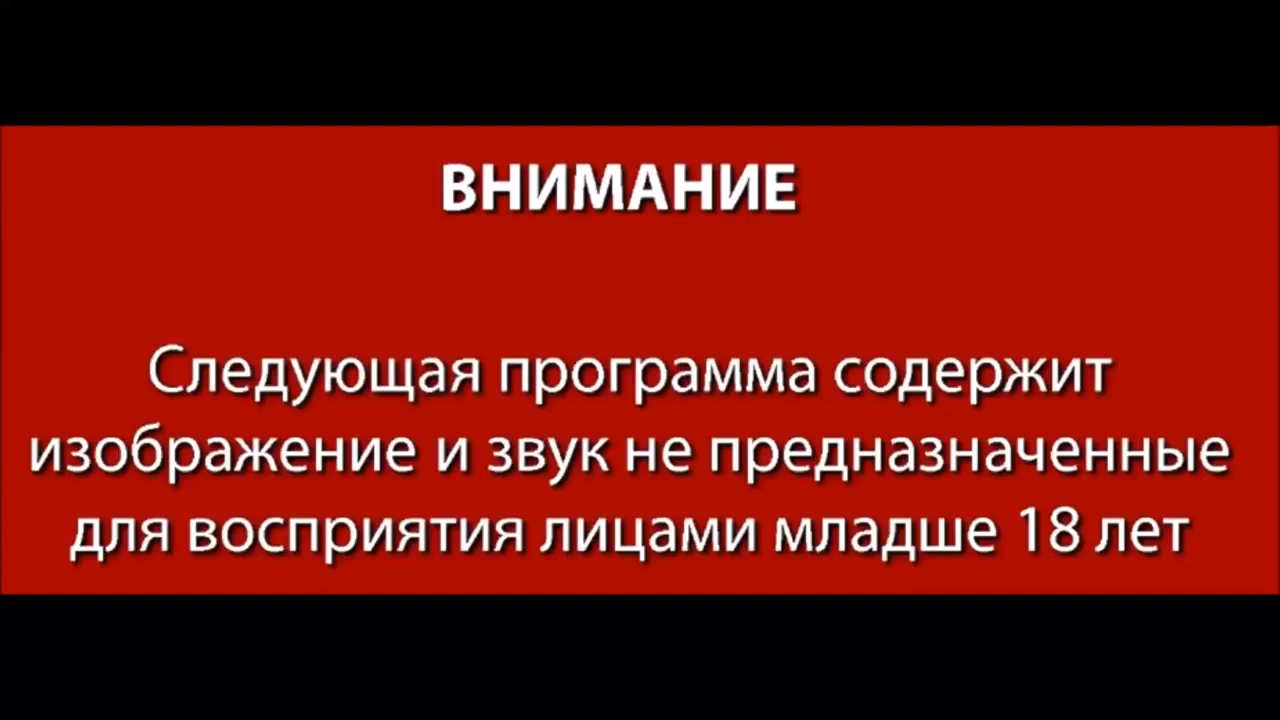 ВНИМАНИЕ
Следующая программа содержит
изображение и звук не предназначенные
для восприятия лицами младше 18 лет